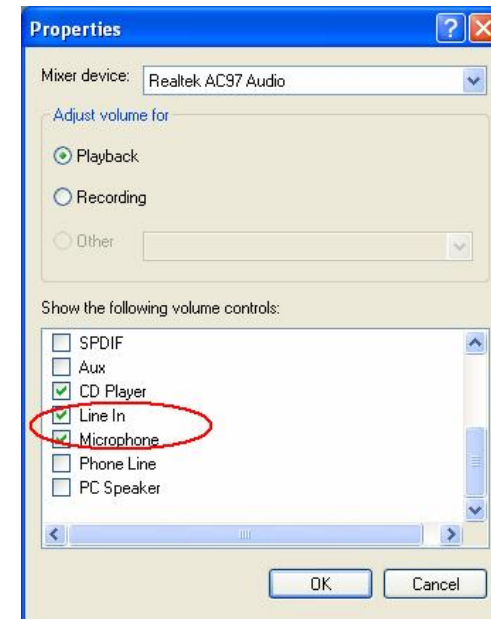 Properties
Mixer device: Realtek AC97 Audio
Adjust volume for
Playback
Recording
Other
Show the following volume controls:
SPDIF
Aux
CD Player
Line In
Microphone
Phone Line
PC Speaker
OK Cancel